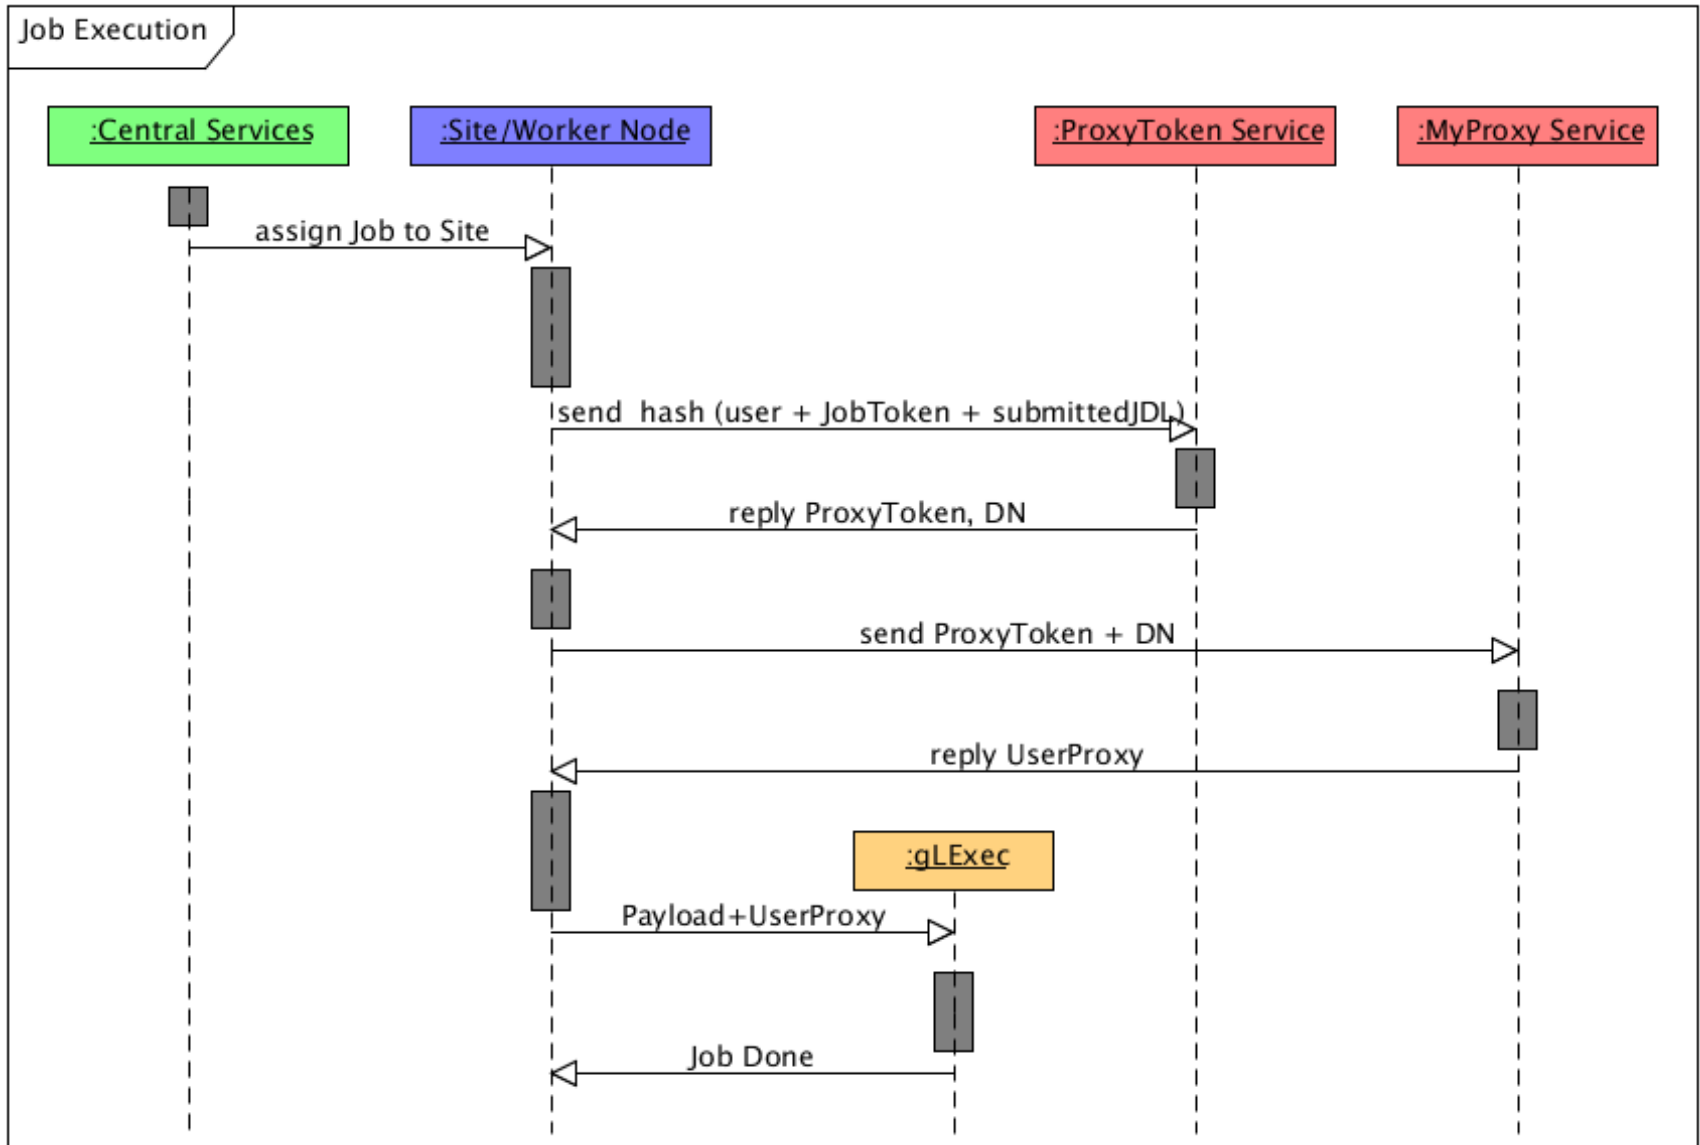 Job Execution
:Central Services
:Site/Worker Node
:ProxyToken Service
:MyProxy Service
assign Job to Site
send  hash (user + JobToken + submittedJDL)
reply ProxyToken, DN
send ProxyToken + DN
reply UserProxy
:gLExec
Payload+UserProxy
Job Done